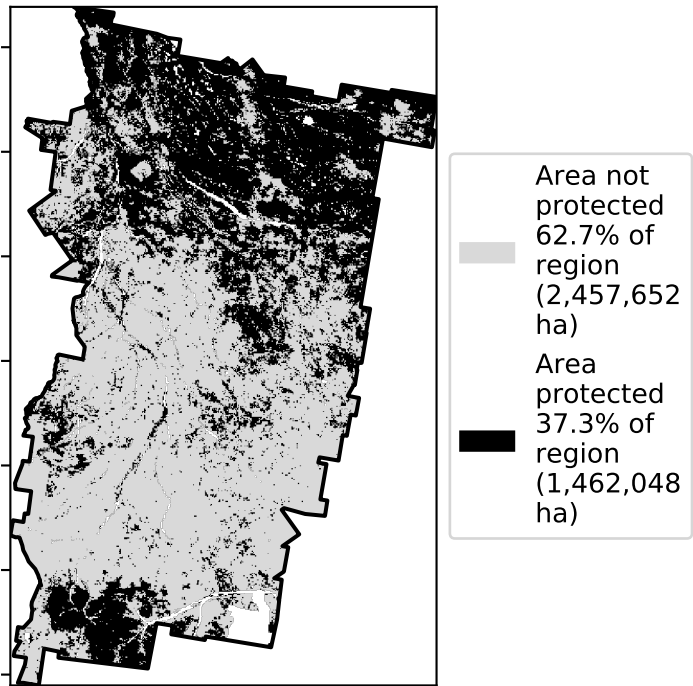 Area not
protected
62.7% of
region
(2,457,652
ha)
Area
protected
37.3% of
region
(1,462,048
ha)